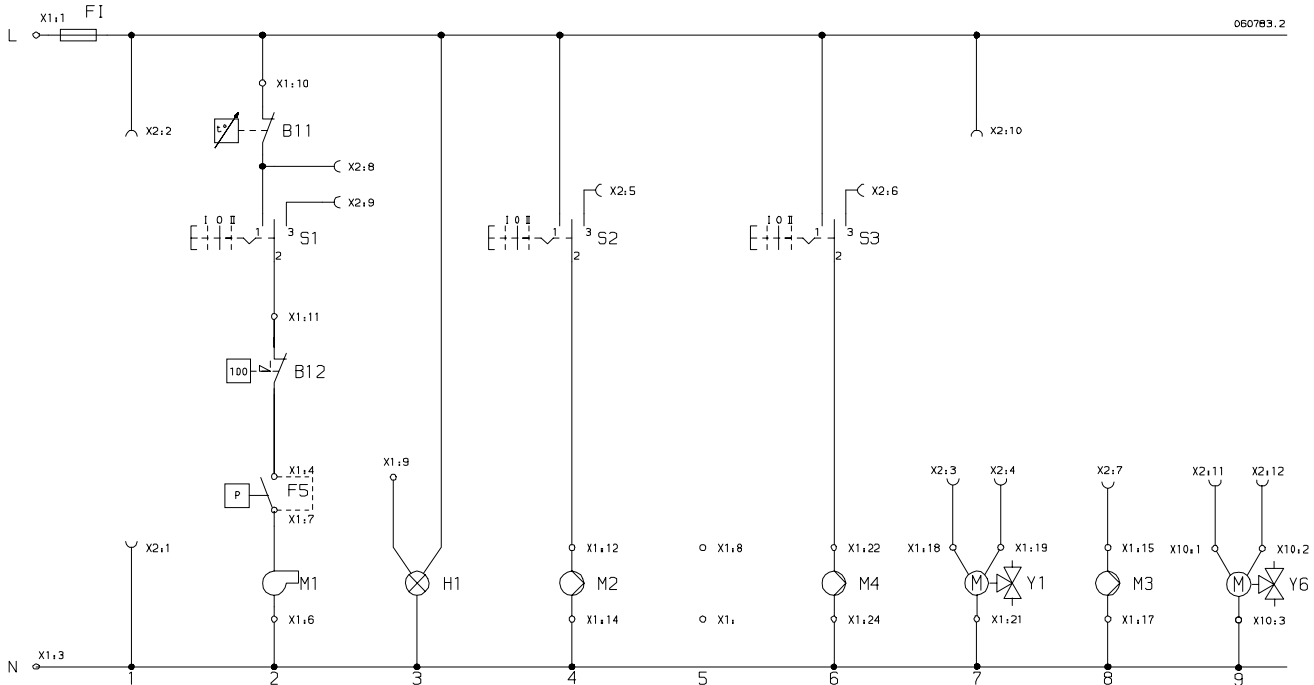 X1:1 FI
060783.2
L
X1:10
t° B11
X2:2 X2:10
X2:8
X2:5 X2:6
X2:9
I O II I O II I O II
1 3 S1 1 3 S2 1 3 S3
2 2 2
X1:11
100 B12
X1:9
X1:4 X2:3 X2:4 X2:7 X2:11 X2:12
P F5
X1:7
X2:1 X1:12 X1:8 X1:22 X1:18 X1:19 X1:15 X10:1 X10:2
M1 H1 M2 M4 M Y1 M3 M Y6
X1:6 X1:14 X1: X1:24 X1:21 X1:17 X10:3
X1:3
N
1 2 3 4 5 6 7 8 9